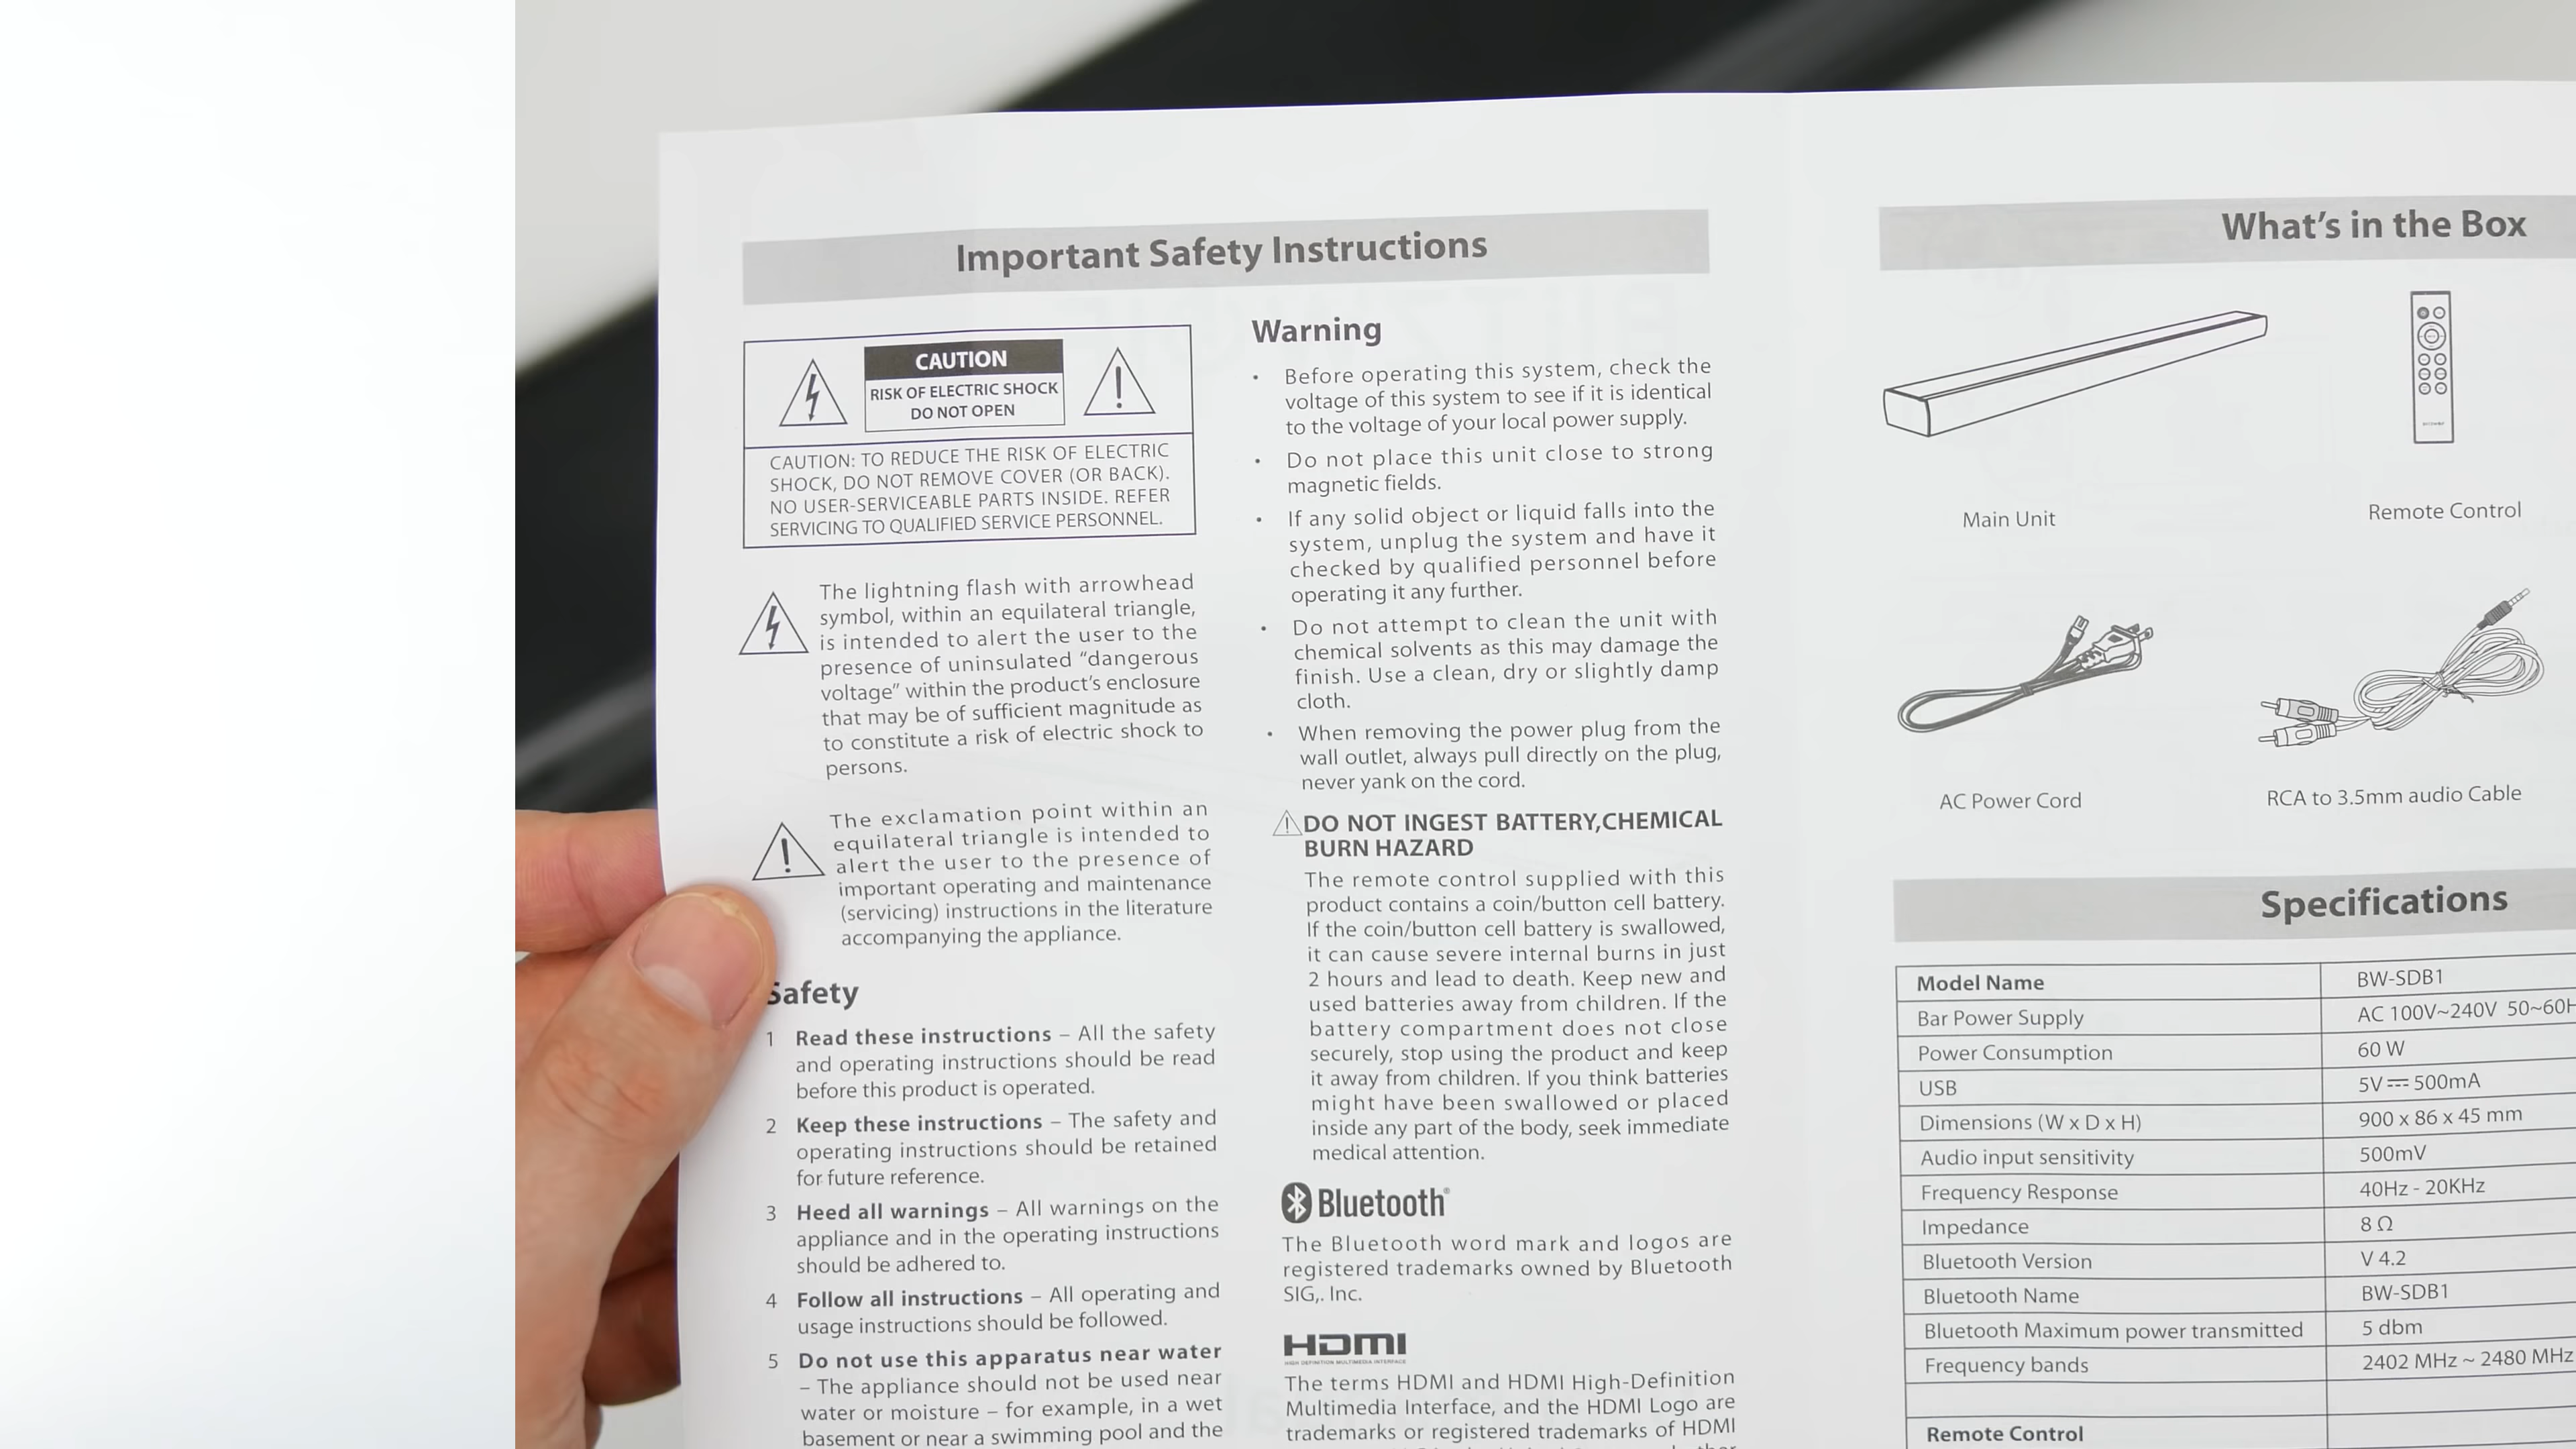 Important Safety Instructions
CAUTION
RISK OF ELECTRIC SHOCK
DO NOT OPEN
CAUTION: TO REDUCE THE RISK OF ELECTRIC
SHOCK, DO NOT REMOVE COVER (OR BACK).
NO USER-SERVICEABLE PARTS INSIDE. REFER
SERVICING TO QUALIFIED SERVICE PERSONNEL.
The lightning flash with arrowhead
symbol, within an equilateral triangle,
is intended to alert the user to the
presence of uninsulated “dangerous
voltage” within the product’s enclosure
that may be of sufficient magnitude as
to constitute a risk of electric shock to
persons.
The exclamation point within an
equilateral triangle is intended to
alert the user to the presence of
important operating and maintenance
(servicing) instructions in the literature
accompanying the appliance.
Safety
1 Read these instructions – All the safety
and operating instructions should be read
before this product is operated.
2 Keep these instructions – The safety and
operating instructions should be retained
for future reference.
3 Heed all warnings – All warnings on the
appliance and in the operating instructions
should be adhered to.
4 Follow all instructions – All operating and
usage instructions should be followed.
5 Do not use this apparatus near water
– The appliance should not be used near
water or moisture – for example, in a wet
basement or near a swimming pool and the
Warning
• Before operating this system, check the
voltage of this system to see if it is identical
to the voltage of your local power supply.
• Do not place this unit close to strong
magnetic fields.
• If any solid object or liquid falls into the
system, unplug the system and have it
checked by qualified personnel before
operating it any further.
• Do not attempt to clean the unit with
chemical solvents as this may damage the
finish. Use a clean, dry or slightly damp
cloth.
• When removing the power plug from the
wall outlet, always pull directly on the plug,
never yank on the cord.
DO NOT INGEST BATTERY,CHEMICAL
BURN HAZARD
The remote control supplied with this
product contains a coin/button cell battery.
If the coin/button cell battery is swallowed,
it can cause severe internal burns in just
2 hours and lead to death. Keep new and
used batteries away from children. If the
battery compartment does not close
securely, stop using the product and keep
it away from children. If you think batteries
might have been swallowed or placed
inside any part of the body, seek immediate
medical attention.
Bluetooth®
The Bluetooth word mark and logos are
registered trademarks owned by Bluetooth
SIG,. Inc.
HDMI
HIGH DEFINITION MULTIMEDIA INTERFACE
The terms HDMI and HDMI High-Definition
Multimedia Interface, and the HDMI Logo are
trademarks or registered trademarks of HDMI
What’s in the Box
Main Unit
Remote Control
AC Power Cord
RCA to 3.5mm audio Cable
Specifications
Model Name BW-SDB1
Bar Power Supply AC 100V~240V 50~60H
Power Consumption 60 W
USB 5V⎓500mA
Dimensions (W x D x H) 900 x 86 x 45 mm
Audio input sensitivity 500mV
Frequency Response 40Hz - 20KHz
Impedance 8 Ω
Bluetooth Version V 4.2
Bluetooth Name BW-SDB1
Bluetooth Maximum power transmitted 5 dbm
Frequency bands 2402 MHz ~ 2480 MHz
Remote Control